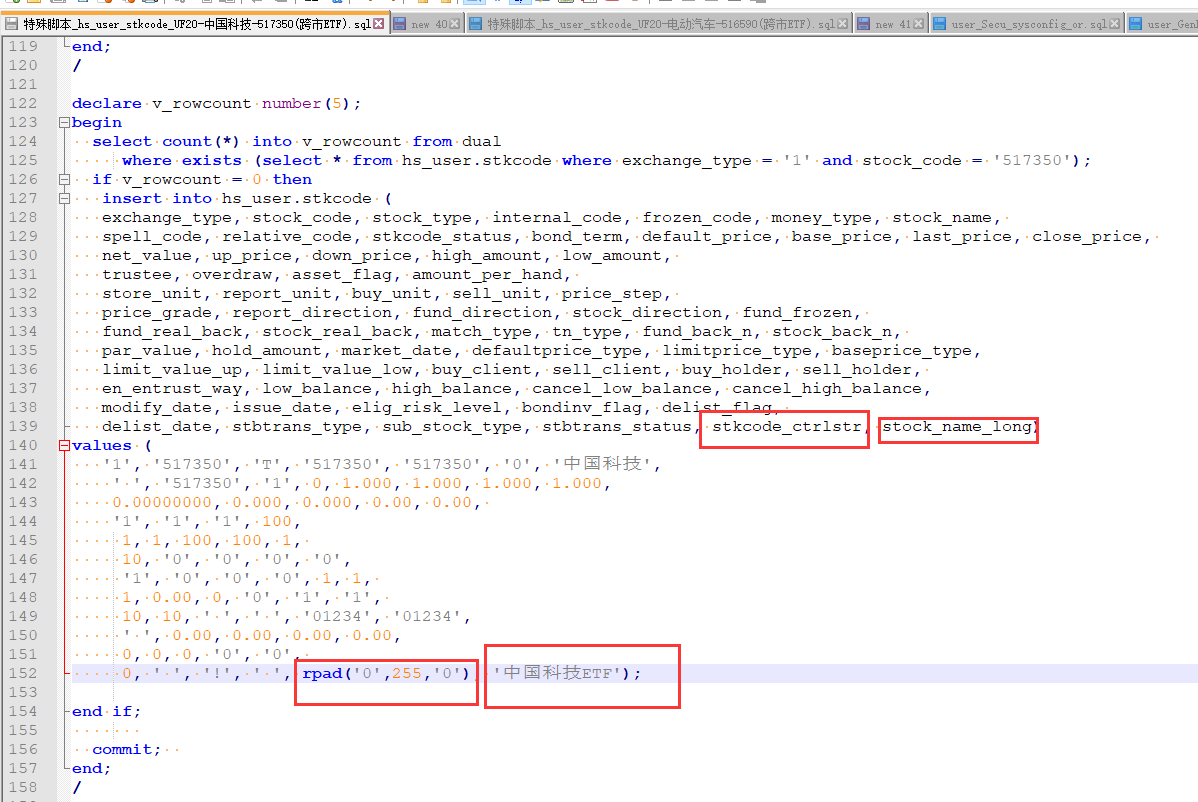 特殊脚本_hs_user_stkcode_UF20-中国科技-517350(跨市ETF).sql new 40 特殊脚本_hs_user_stkcode_UF20-电动汽车-516590(跨市ETF).sql new 41 user_Secu_sysconfig_or.sql user_Gen
119 end;
120 /
121
122 declare v_rowcount number(5);
123 begin
124 select count(*) into v_rowcount from dual
125 where exists (select * from hs_user.stkcode where exchange_type = '1' and stock_code = '517350');
126 if v_rowcount = 0 then
127 insert into hs_user.stkcode (
128 exchange_type, stock_code, stock_type, internal_code, frozen_code, money_type, stock_name,
129 spell_code, relative_code, stkcode_status, bond_term, default_price, base_price, last_price, close_price,
130 net_value, up_price, down_price, high_amount, low_amount,
131 trustee, overdraw, asset_flag, amount_per_hand,
132 store_unit, report_unit, buy_unit, sell_unit, price_step,
133 price_grade, report_direction, fund_direction, stock_direction, fund_frozen,
134 fund_real_back, stock_real_back, match_type, tn_type, fund_back_n, stock_back_n,
135 par_value, hold_amount, market_date, defaultprice_type, limitprice_type, baseprice_type,
136 limit_value_up, limit_value_low, buy_client, sell_client, buy_holder, sell_holder,
137 en_entrust_way, low_balance, high_balance, cancel_low_balance, cancel_high_balance,
138 modify_date, issue_date, elig_risk_level, bondinv_flag, delist_flag,
139 delist_date, stbtrans_type, sub_stock_type, stbtrans_status, stkcode_ctrlstr, stock_name_long)
140 values (
141 '1', '517350', 'T', '517350', '517350', '0', '中国科技',
142 ' ', '517350', '1', 0, 1.000, 1.000, 1.000, 1.000,
143 0.00000000, 0.000, 0.000, 0.00, 0.00,
144 '1', '1', '1', 100,
145 1, 1, 100, 100, 1,
146 10, '0', '0', '0', '0',
147 '1', '0', '0', '0', 1, 1,
148 1, 0.00, 0, '0', '1', '1',
149 10, 10, ' ', ' ', '01234', '01234',
150 ' ', 0.00, 0.00, 0.00, 0.00,
151 0, 0, 0, '0', '0',
152 0, ' ', '!', ' ', rpad('0',255,'0'), '中国科技ETF');
153
154 end if;
155
156 commit;
157 end;
158 /